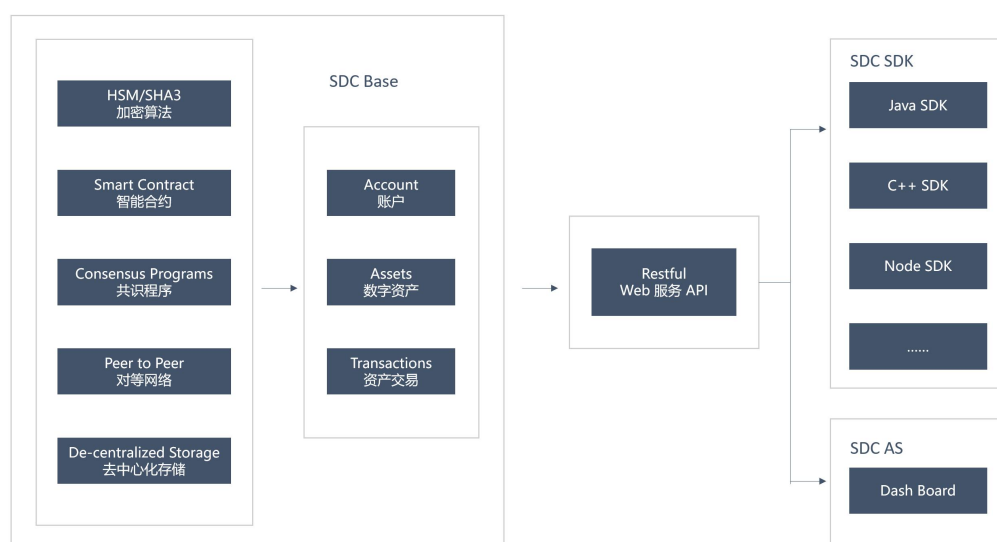 SDC Base
HSM/SHA3
加密算法
Smart Contract
智能合约
Consensus Programs
共识程序
Peer to Peer
对等网络
De-centralized Storage
去中心化存储
Account
账户
Assets
数字资产
Transactions
资产交易
Restful
Web 服务 API
SDC SDK
Java SDK
C++ SDK
Node SDK
......
SDC AS
Dash Board